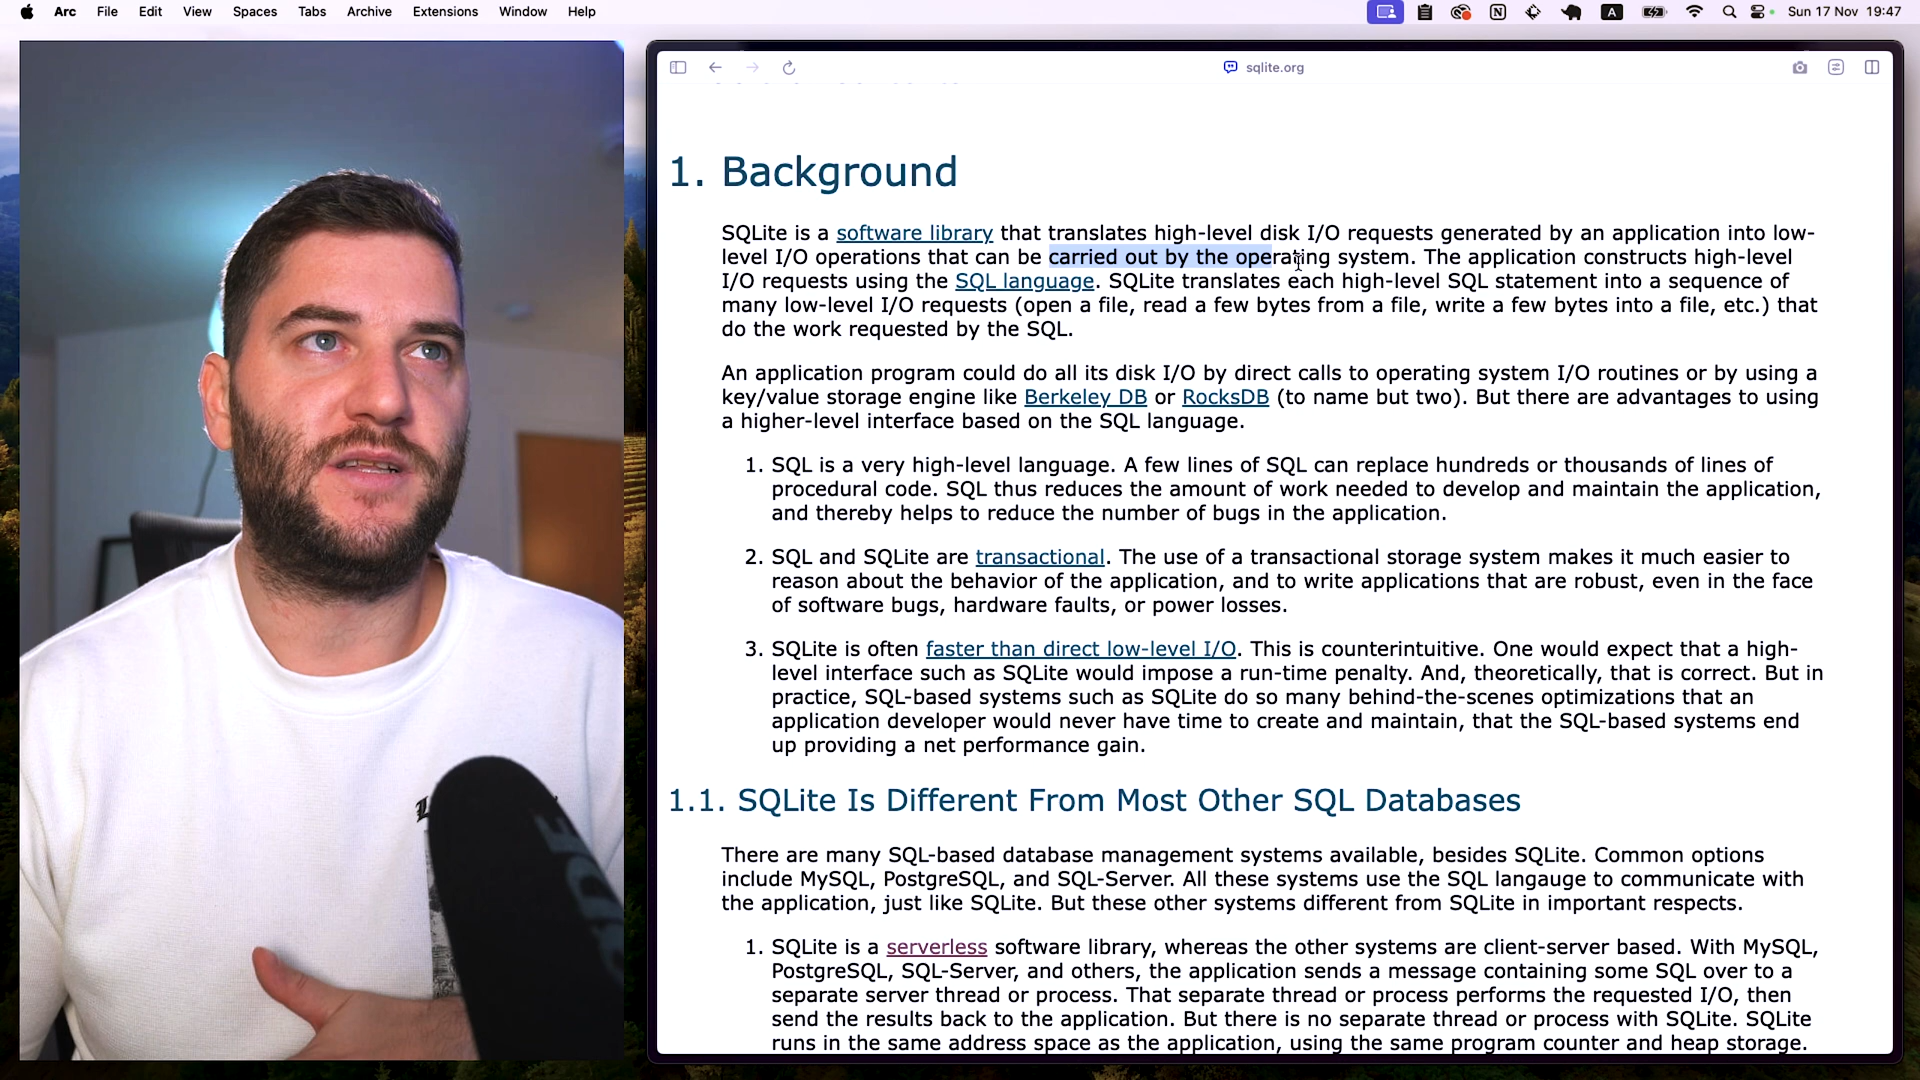 Arc File Edit View Spaces Tabs Archive Extensions Window Help A Sun 17 Nov 19:47
sqlite.org
1. Background
SQLite is a software library that translates high-level disk I/O requests generated by an application into low-
level I/O operations that can be carried out by the operating system. The application constructs high-level
I/O requests using the SQL language. SQLite translates each high-level SQL statement into a sequence of
many low-level I/O requests (open a file, read a few bytes from a file, write a few bytes into a file, etc.) that
do the work requested by the SQL.
An application program could do all its disk I/O by direct calls to operating system I/O routines or by using a
key/value storage engine like Berkeley DB or RocksDB (to name but two). But there are advantages to using
a higher-level interface based on the SQL language.
1. SQL is a very high-level language. A few lines of SQL can replace hundreds or thousands of lines of
procedural code. SQL thus reduces the amount of work needed to develop and maintain the application,
and thereby helps to reduce the number of bugs in the application.
2. SQL and SQLite are transactional. The use of a transactional storage system makes it much easier to
reason about the behavior of the application, and to write applications that are robust, even in the face
of software bugs, hardware faults, or power losses.
3. SQLite is often faster than direct low-level I/O. This is counterintuitive. One would expect that a high-
level interface such as SQLite would impose a run-time penalty. And, theoretically, that is correct. But in
practice, SQL-based systems such as SQLite do so many behind-the-scenes optimizations that an
application developer would never have time to create and maintain, that the SQL-based systems end
up providing a net performance gain.
1.1. SQLite Is Different From Most Other SQL Databases
There are many SQL-based database management systems available, besides SQLite. Common options
include MySQL, PostgreSQL, and SQL-Server. All these systems use the SQL langauge to communicate with
the application, just like SQLite. But these other systems different from SQLite in important respects.
1. SQLite is a serverless software library, whereas the other systems are client-server based. With MySQL,
PostgreSQL, SQL-Server, and others, the application sends a message containing some SQL over to a
separate server thread or process. That separate thread or process performs the requested I/O, then
send the results back to the application. But there is no separate thread or process with SQLite. SQLite
runs in the same address space as the application, using the same program counter and heap storage.